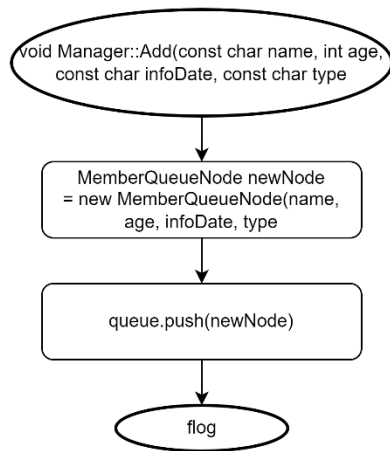 void Manager::Add(const char name, int age,
const char infoDate, const char type
MemberQueueNode newNode
= new MemberQueueNode(name,
age, infoDate, type
queue.push(newNode)
flog